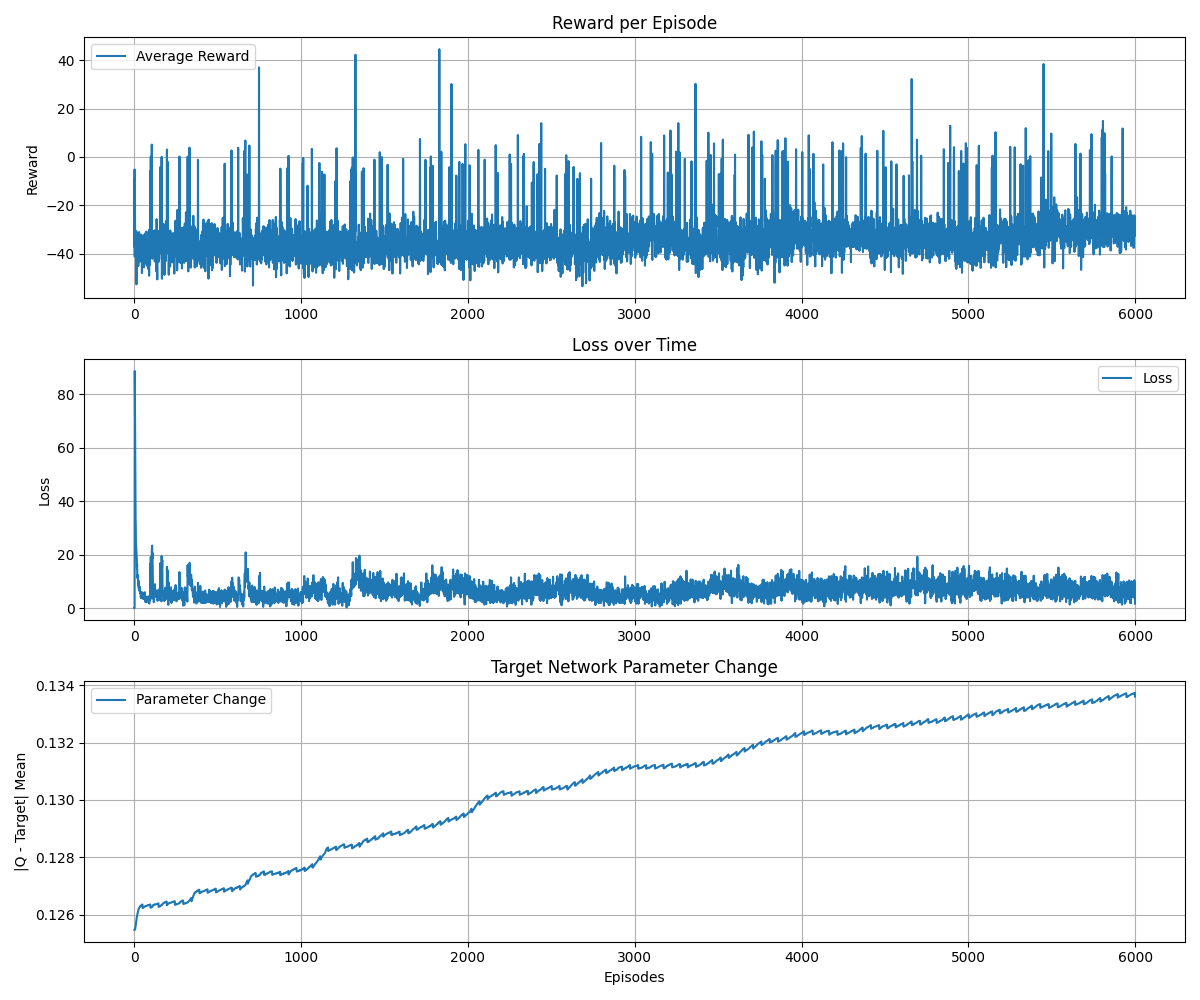 Reward per Episode
Average Reward
Reward
40
20
0
−20
−40
0 1000 2000 3000 4000 5000 6000
Loss over Time
Loss
Loss
80
60
40
20
0
0 1000 2000 3000 4000 5000 6000
Target Network Parameter Change
Parameter Change
|Q - Target| Mean
0.134
0.132
0.130
0.128
0.126
0 1000 2000 3000 4000 5000 6000
Episodes